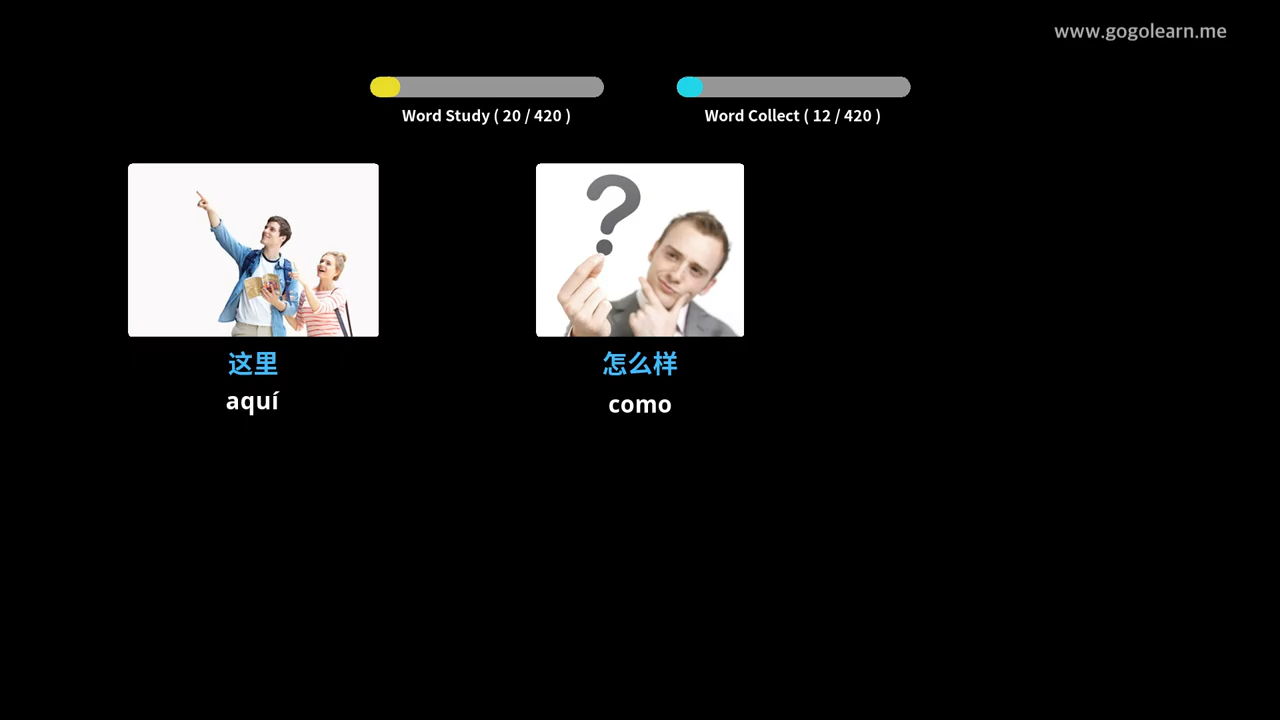 www.gogolearn.me
Word Study ( 20 / 420 )
Word Collect ( 12 / 420 )
?
这里
aquí
怎么样
como